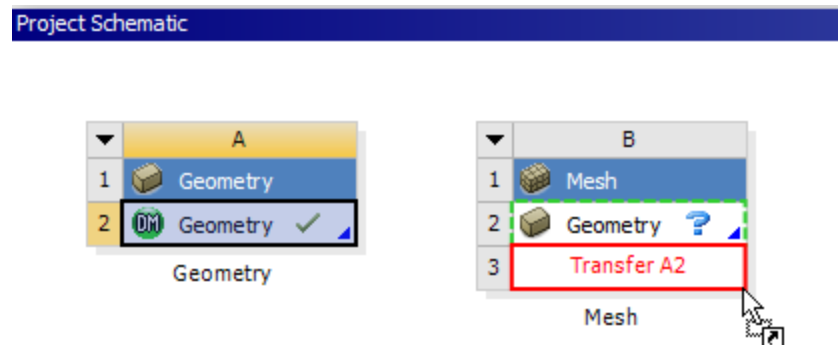 Project Schematic
A
1 Geometry
2 DM Geometry
Geometry
B
1 Mesh
2 Geometry ?
3 Transfer A2
Mesh